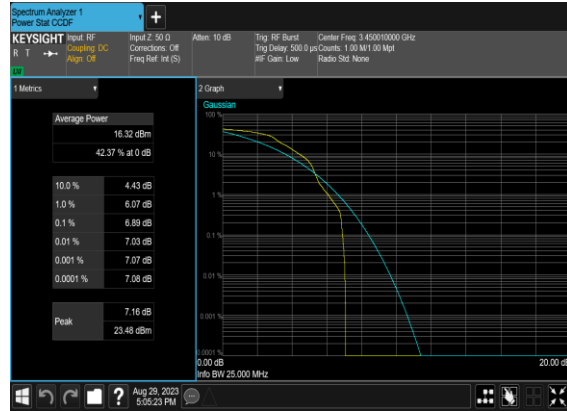 Spectrum Analyzer 1
Power Stat CCDF
+
KEYSIGHT
R T
LW
Input: RF
Coupling: DC
Align: Off
Input Z: 50 Ω
Corrections: Off
Freq Ref: Int (S)
Atten: 10 dB
Trig: RF Burst
Trig Delay: 500.0 µs
#IF Gain: Low
Center Freq: 3.450010000 GHz
Counts: 1.00 M/1.00 Mpt
Radio Std: None
1 Metrics
Average Power
16.32 dBm
42.37 % at 0 dB
10.0 % 4.43 dB
1.0 % 6.07 dB
0.1 % 6.89 dB
0.01 % 7.03 dB
0.001 % 7.07 dB
0.0001 % 7.08 dB
Peak
7.16 dB
23.48 dBm
2 Graph
Gaussian
100 %
10 %
1 %
0.1 %
0.01 %
0.001 %
0.0001 %
0.00 dB
20.00 dB
Info BW 25.000 MHz
?
Aug 29, 2023
5:05:23 PM